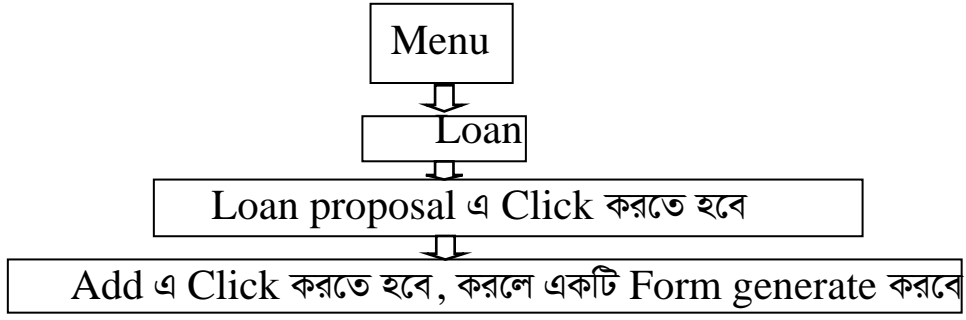 Menu
Loan
Loan proposal এ Click করতে হবে
Add এ Click করতে হবে, করলে একটি Form generate করবে